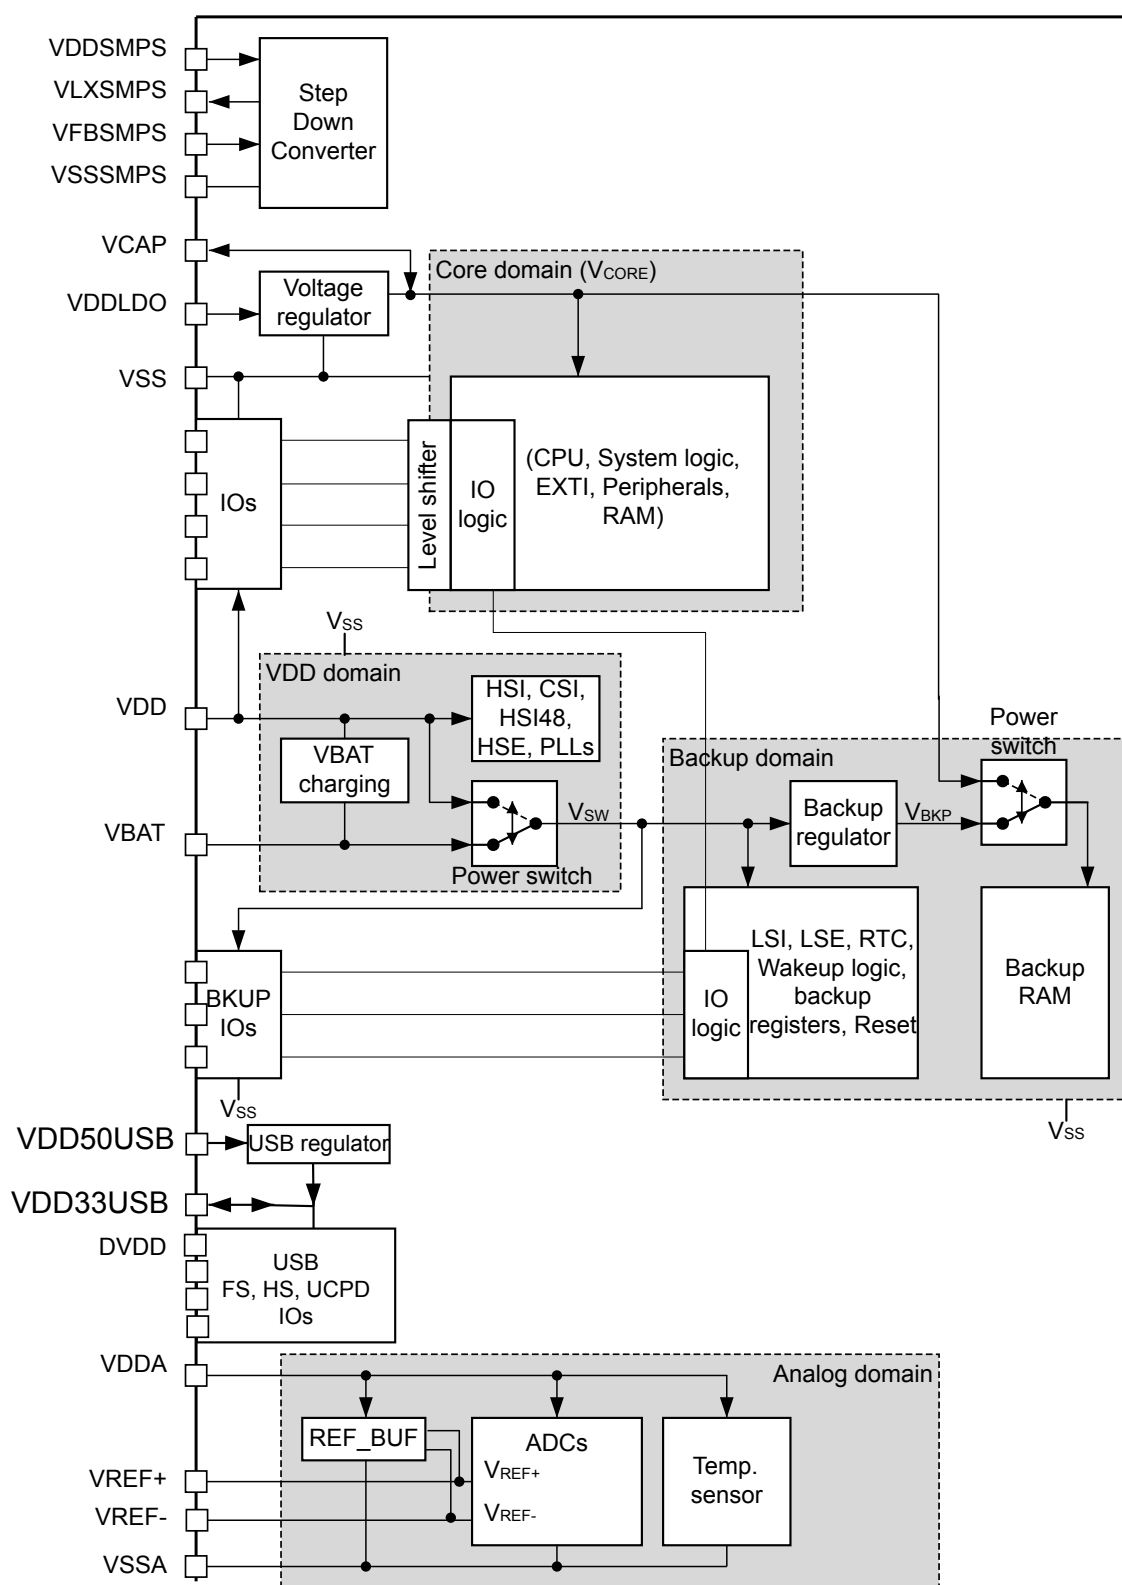 VDDSMPS
VLXSMPS
VFBSMPS
VSSSMPS
Step
Down
Converter
VCAP
VDDLDO
VSS
Voltage
regulator
Core domain (VCORE)
IOs
Level shifter
IO
logic
(CPU, System logic,
EXTI, Peripherals,
RAM)
VSS
VDD domain
VDD
HSI, CSI,
HSI48,
HSE, PLLs
VBAT
charging
VBAT
Power switch
VSW
Backup domain
Power
switch
Backup
regulator
VBKP
LSI, LSE, RTC,
Wakeup logic,
backup
registers, Reset
IO
logic
Backup
RAM
BKUP
IOs
VSS
VSS
VDD50USB
USB regulator
VDD33USB
DVDD
USB
FS, HS, UCPD
IOs
VDDA
Analog domain
REF_BUF
ADCs
VREF+
VREF-
Temp.
sensor
VREF+
VREF-
VSSA